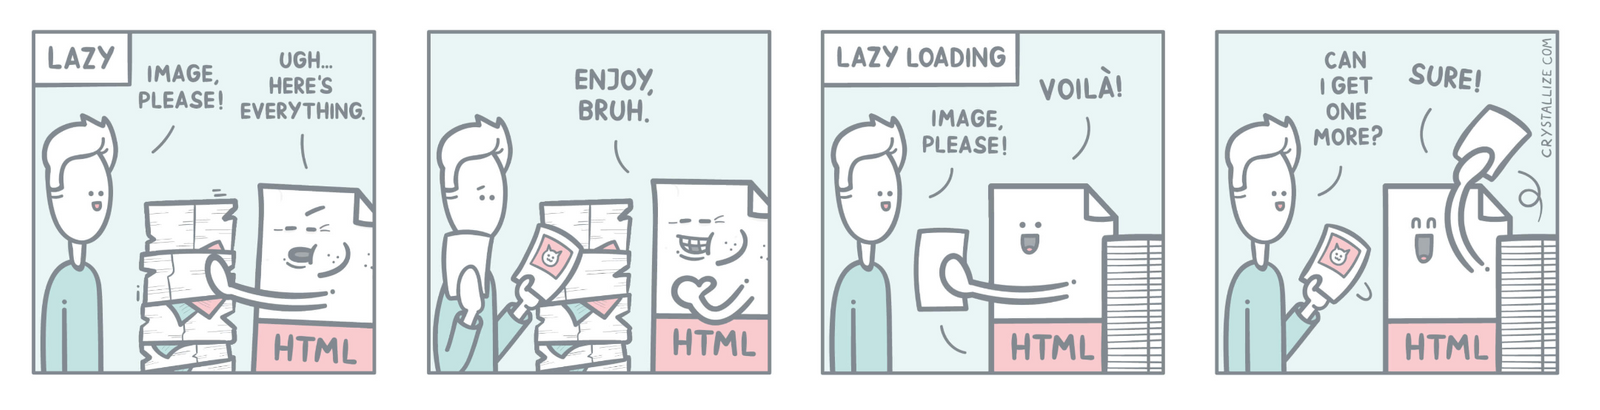 LAZY
IMAGE,
PLEASE!
UGH...
HERE'S
EVERYTHING.
HTML
ENJOY,
BRUH.
HTML
LAZY LOADING
IMAGE,
PLEASE!
VOILÀ!
HTML
CAN
I GET
ONE
MORE?
SURE!
HTML
CRYSTALLIZE.COM